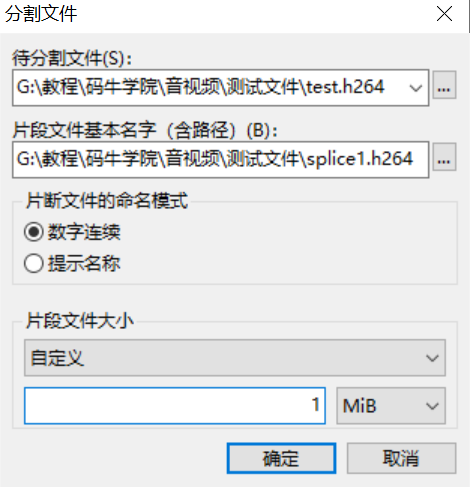 分割文件
待分割文件(S):
G:\教程\码牛学院\音视频\测试文件\test.h264
...
片段文件基本名字（含路径）(B):
G:\教程\码牛学院\音视频\测试文件\splice1.h264
...
片断文件的命名模式
数字连续
提示名称
片段文件大小
自定义
1 MiB
确定 取消